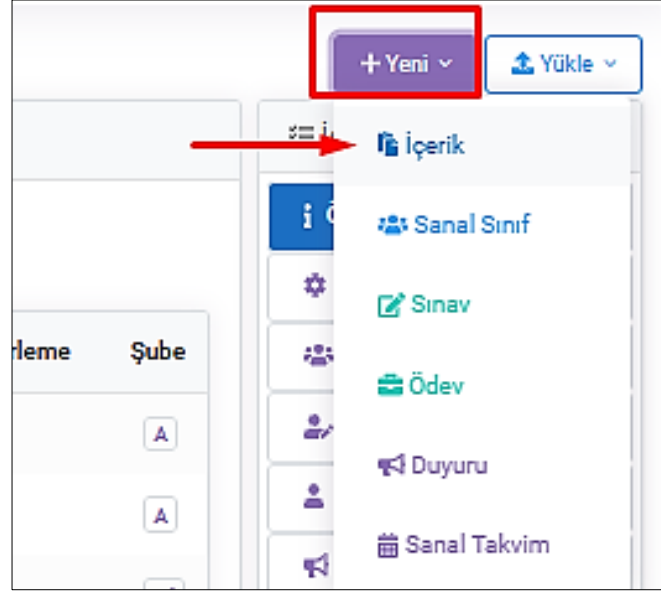 + Yeni
Yükle
İçerik
Sanal Sınıf
Sınav
rleme Şube
Ödev
A
Duyuru
A
Sanal Takvim